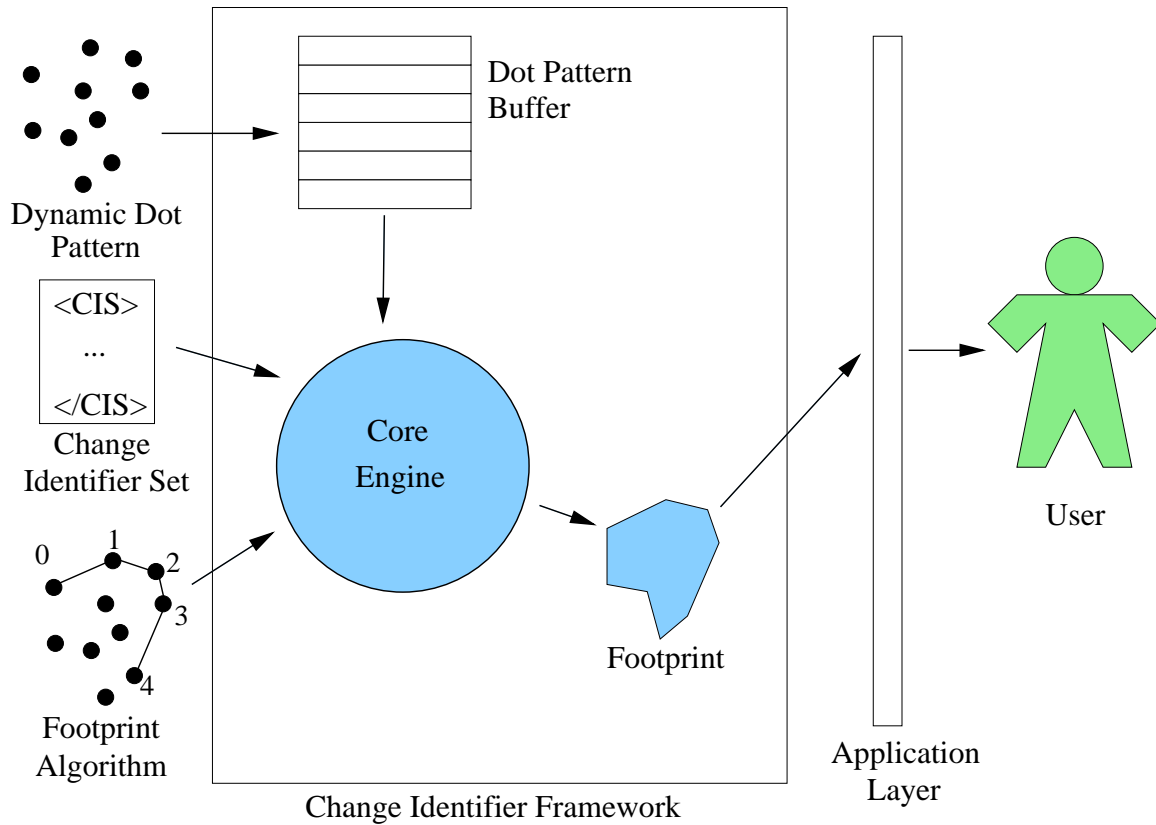 Dot Pattern
Buffer
Dynamic Dot
Pattern
<CIS>
...
</CIS>
Change
Identifier Set
Core
Engine
0
1
2
3
4
Footprint
Algorithm
Footprint
User
Application
Layer
Change Identifier Framework